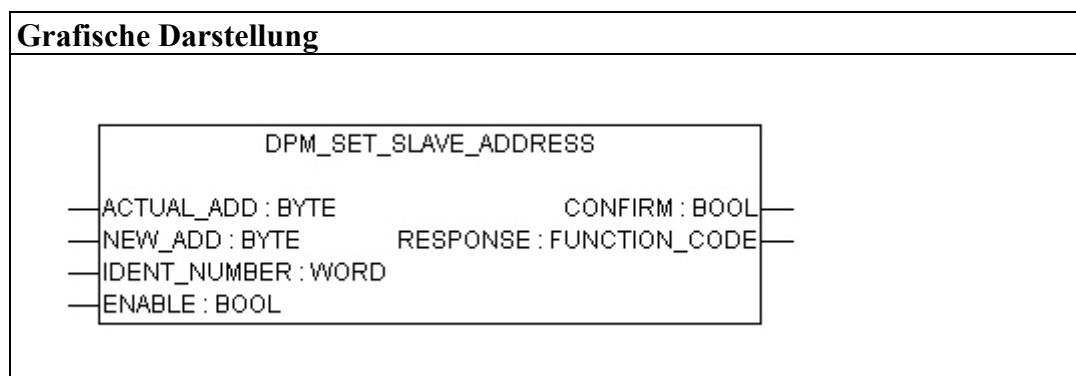 Grafische Darstellung
DPM_SET_SLAVE_ADDRESS
ACTUAL_ADD : BYTE CONFIRM : BOOL
NEW_ADD : BYTE RESPONSE : FUNCTION_CODE
IDENT_NUMBER : WORD
ENABLE : BOOL